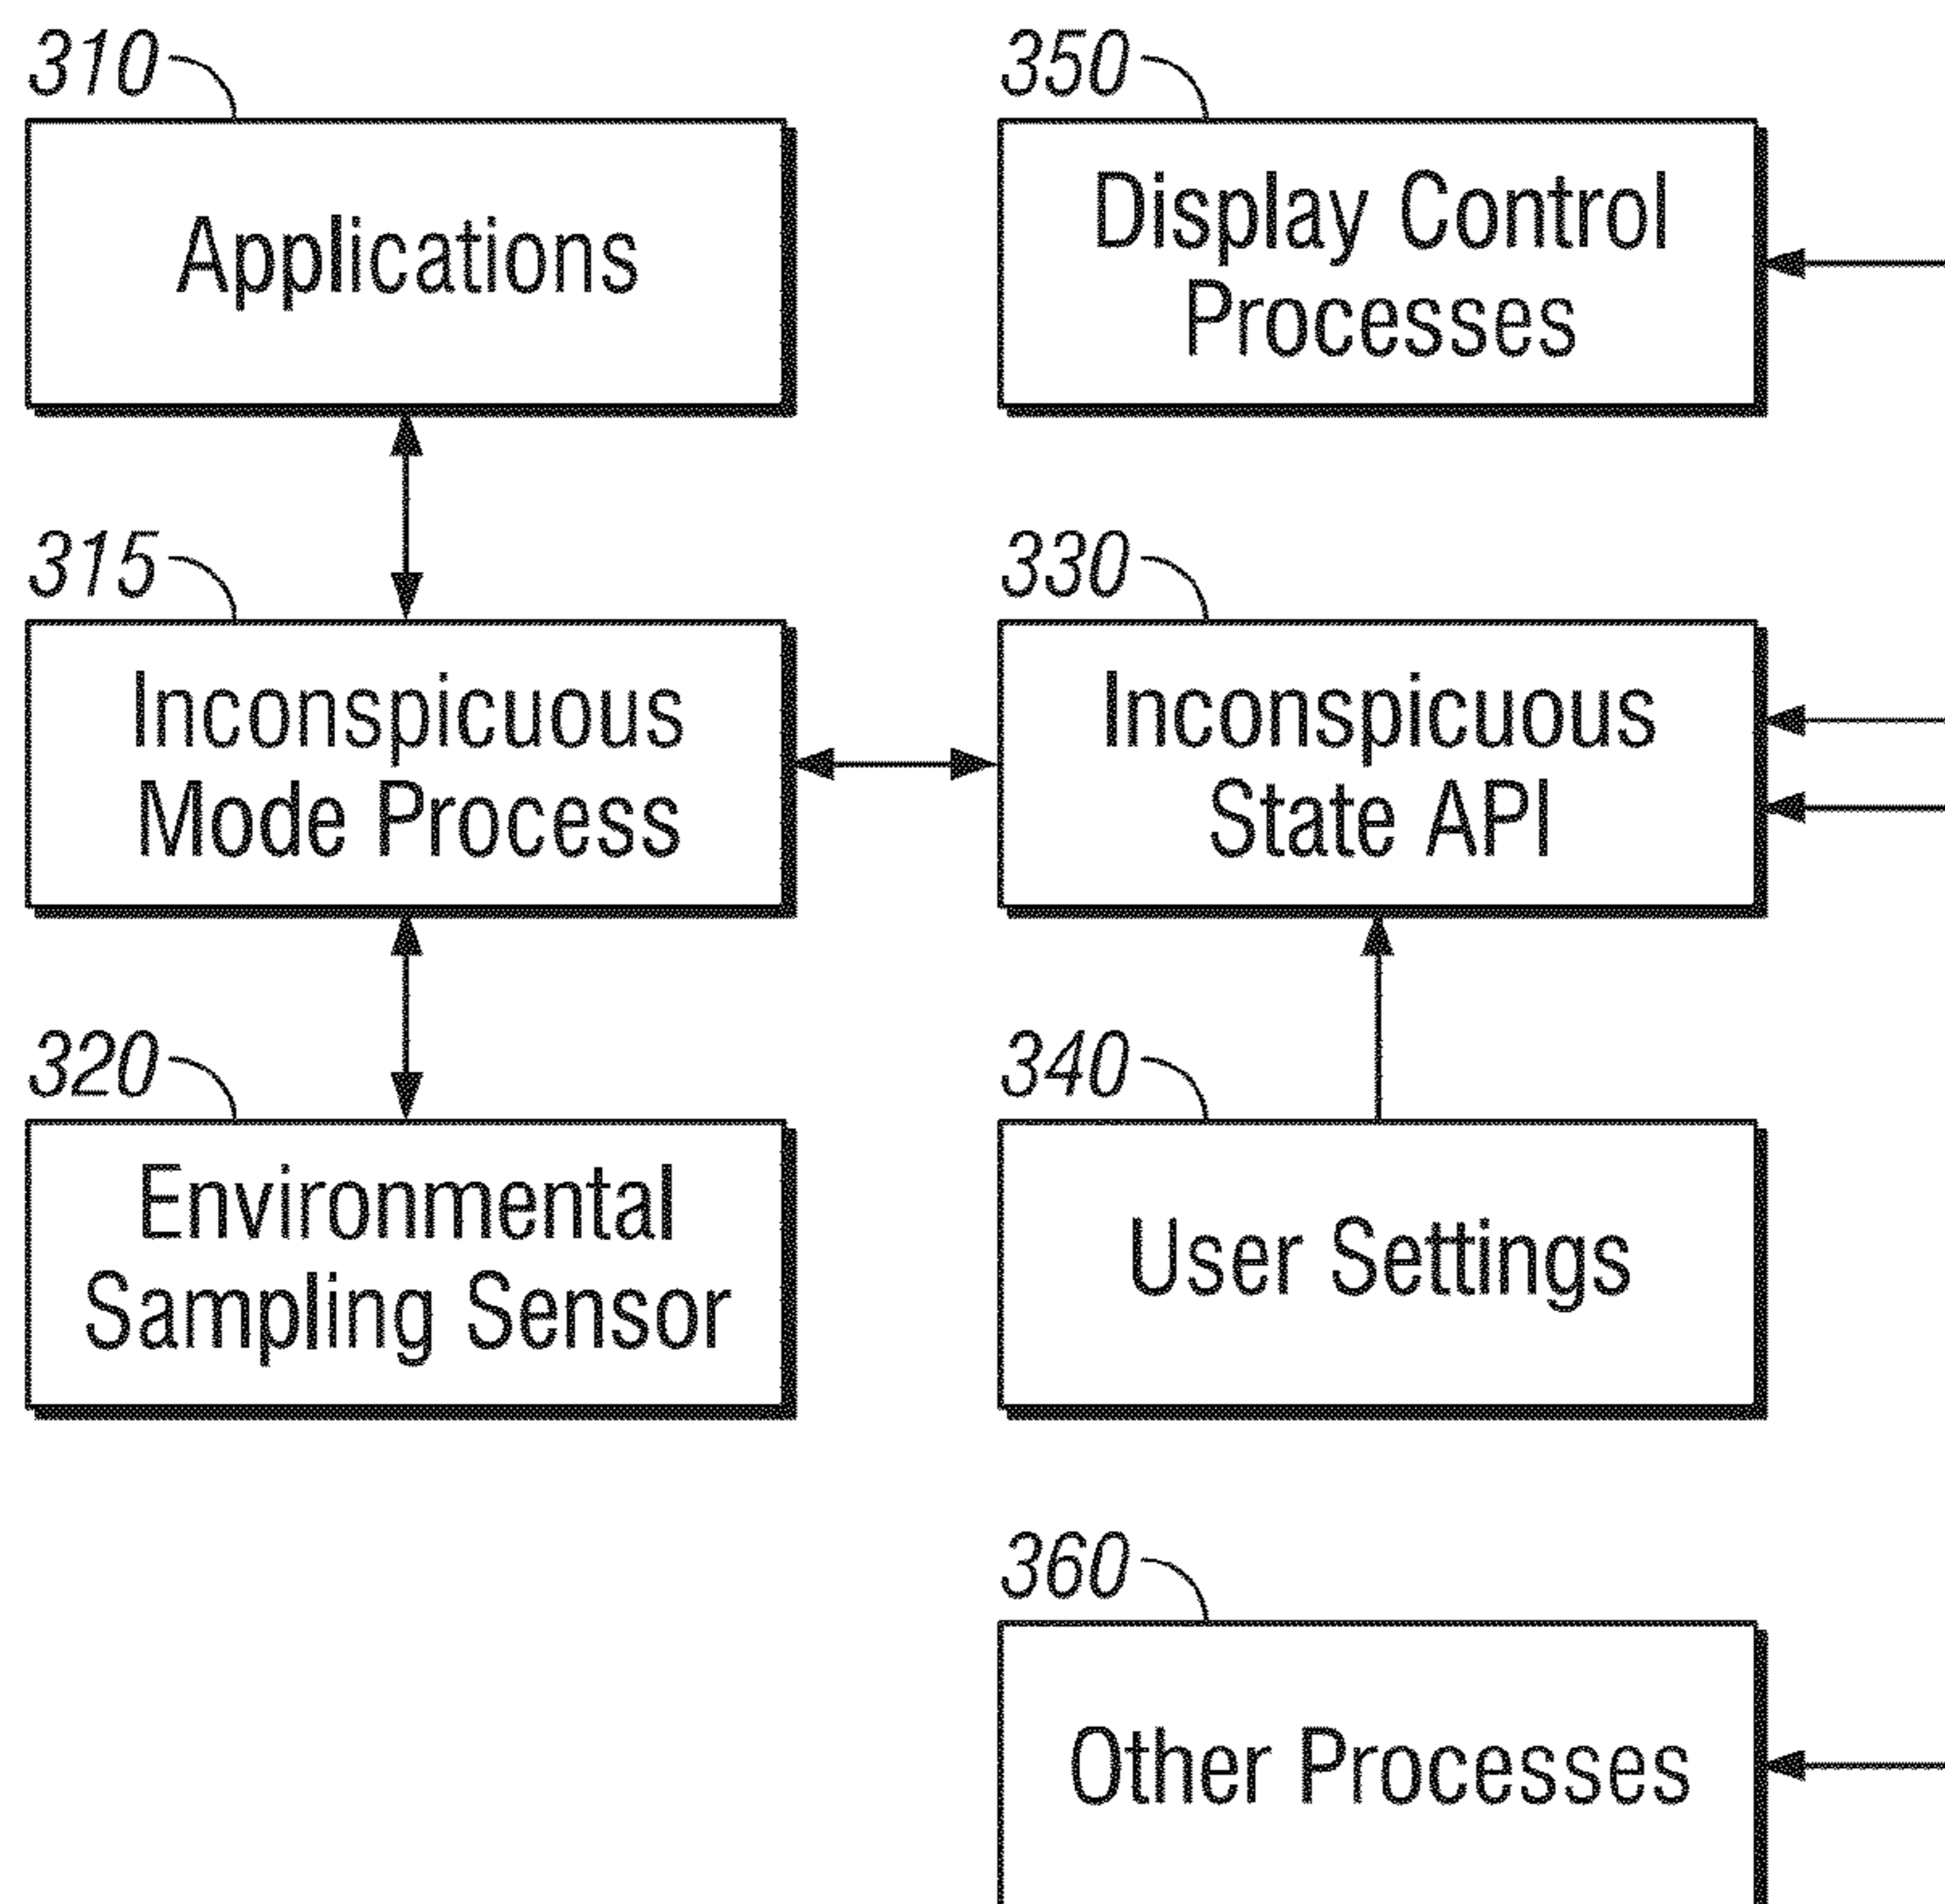 310
Applications
350
Display Control
Processes
315
Inconspicuous
Mode Process
330
Inconspicuous
State API
320
Environmental
Sampling Sensor
340
User Settings
360
Other Processes